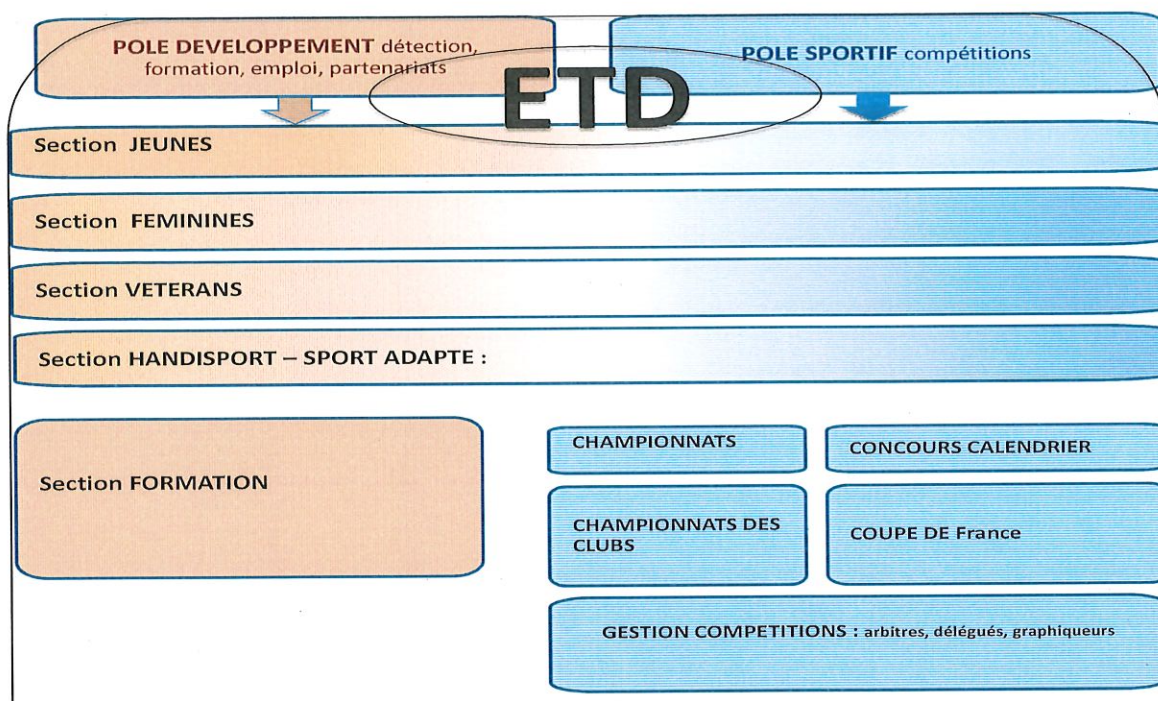 POLE DEVELOPPEMENT détection,
formation, emploi, partenariats
POLE SPORTIF compétitions
ETD
Section JEUNES
Section FEMININES
Section VETERANS
Section HANDISPORT – SPORT ADAPTE :
Section FORMATION
CHAMPIONNATS
CONCOURS CALENDRIER
CHAMPIONNATS DES
CLUBS
COUPE DE France
GESTION COMPETITIONS : arbitres, délégués, graphiqueurs